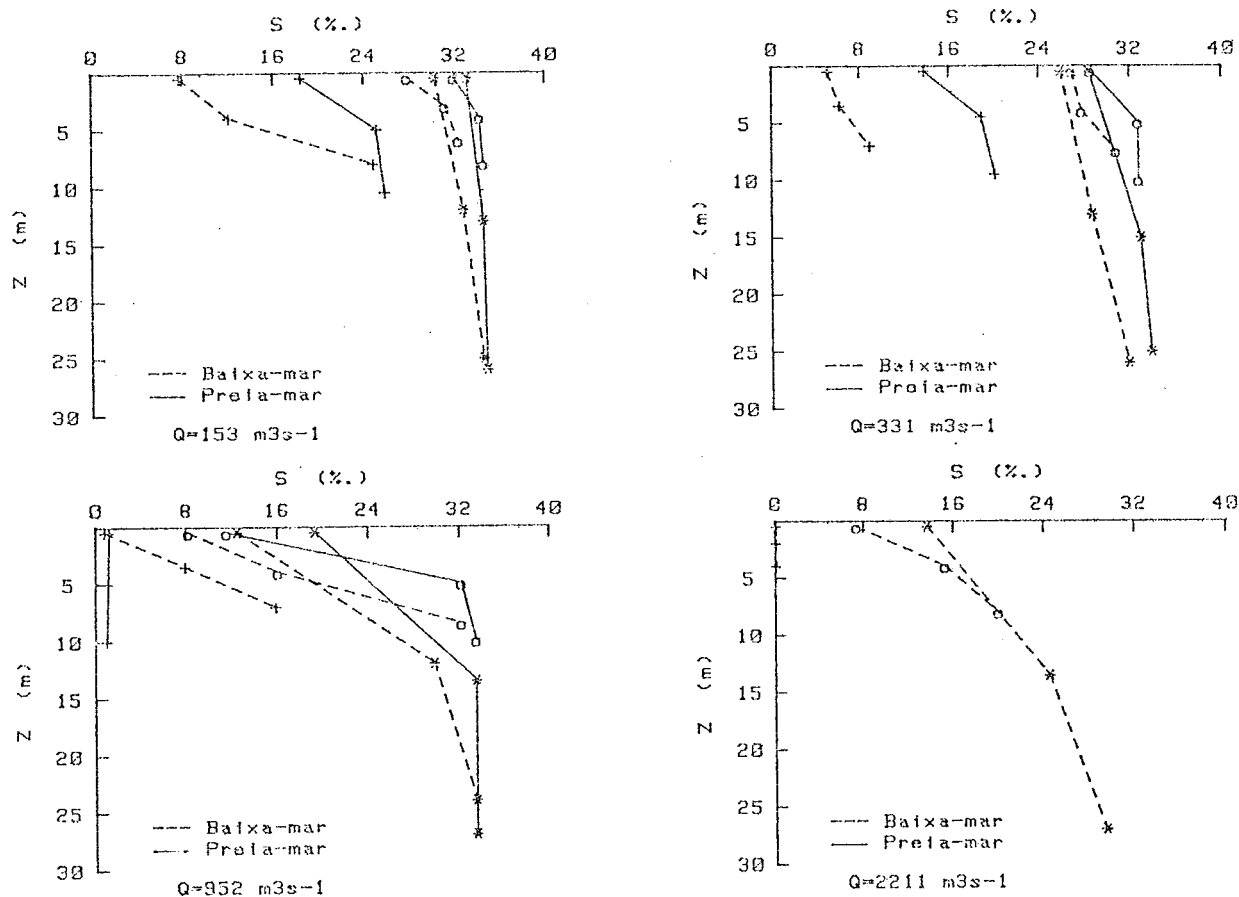 S (%.)
0 8 16 24 32 40
5
10
15
20
25
30
Z (m)
Baixa-mar
Preia-mar
Q=153 m3s-1
S (%.)
0 8 16 24 32 40
5
10
15
20
25
30
Z (m)
Baixa-mar
Preia-mar
Q=331 m3s-1
S (%.)
0 8 16 24 32 40
5
10
15
20
25
30
Z (m)
Baixa-mar
Preia-mar
Q=952 m3s-1
S (%.)
0 8 16 24 32 40
5
10
15
20
25
30
Z (m)
Baixa-mar
Preia-mar
Q=2211 m3s-1